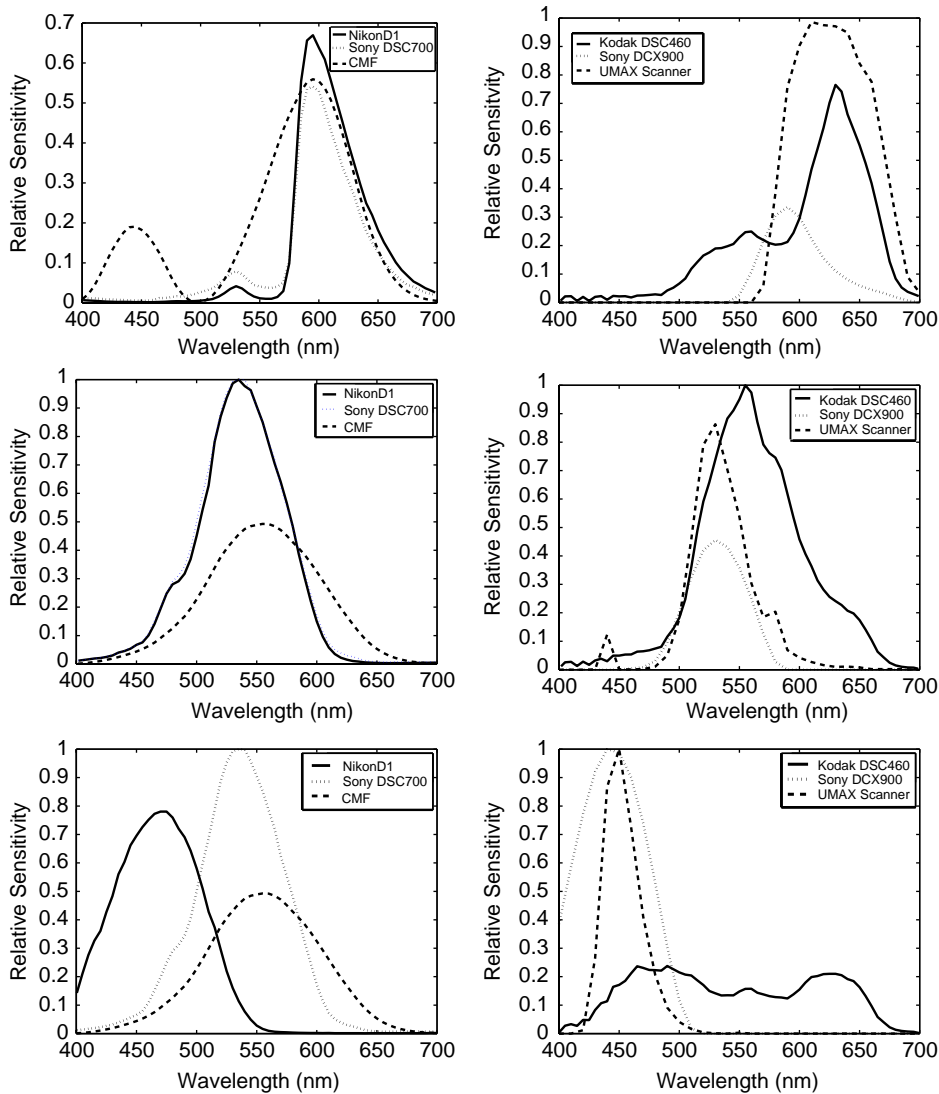 0.7
0.6
0.5
0.4
0.3
0.2
0.1
0
400 450 500 550 600 650 700
Relative Sensitivity
Wavelength (nm)
NikonD1
Sony DSC700
CMF
1
0.9
0.8
0.7
0.6
0.5
0.4
0.3
0.2
0.1
0
400 450 500 550 600 650 700
Relative Sensitivity
Wavelength (nm)
Kodak DSC460
Sony DCX900
UMAX Scanner
1
0.9
0.8
0.7
0.6
0.5
0.4
0.3
0.2
0.1
0
400 450 500 550 600 650 700
Relative Sensitivity
Wavelength (nm)
NikonD1
Sony DSC700
CMF
1
0.9
0.8
0.7
0.6
0.5
0.4
0.3
0.2
0.1
0
400 450 500 550 600 650 700
Relative Sensitivity
Wavelength (nm)
Kodak DSC460
Sony DCX900
UMAX Scanner
1
0.9
0.8
0.7
0.6
0.5
0.4
0.3
0.2
0.1
0
400 450 500 550 600 650 700
Relative Sensitivity
Wavelength (nm)
NikonD1
Sony DSC700
CMF
1
0.9
0.8
0.7
0.6
0.5
0.4
0.3
0.2
0.1
0
400 450 500 550 600 650 700
Relative Sensitivity
Wavelength (nm)
Kodak DSC460
Sony DCX900
UMAX Scanner